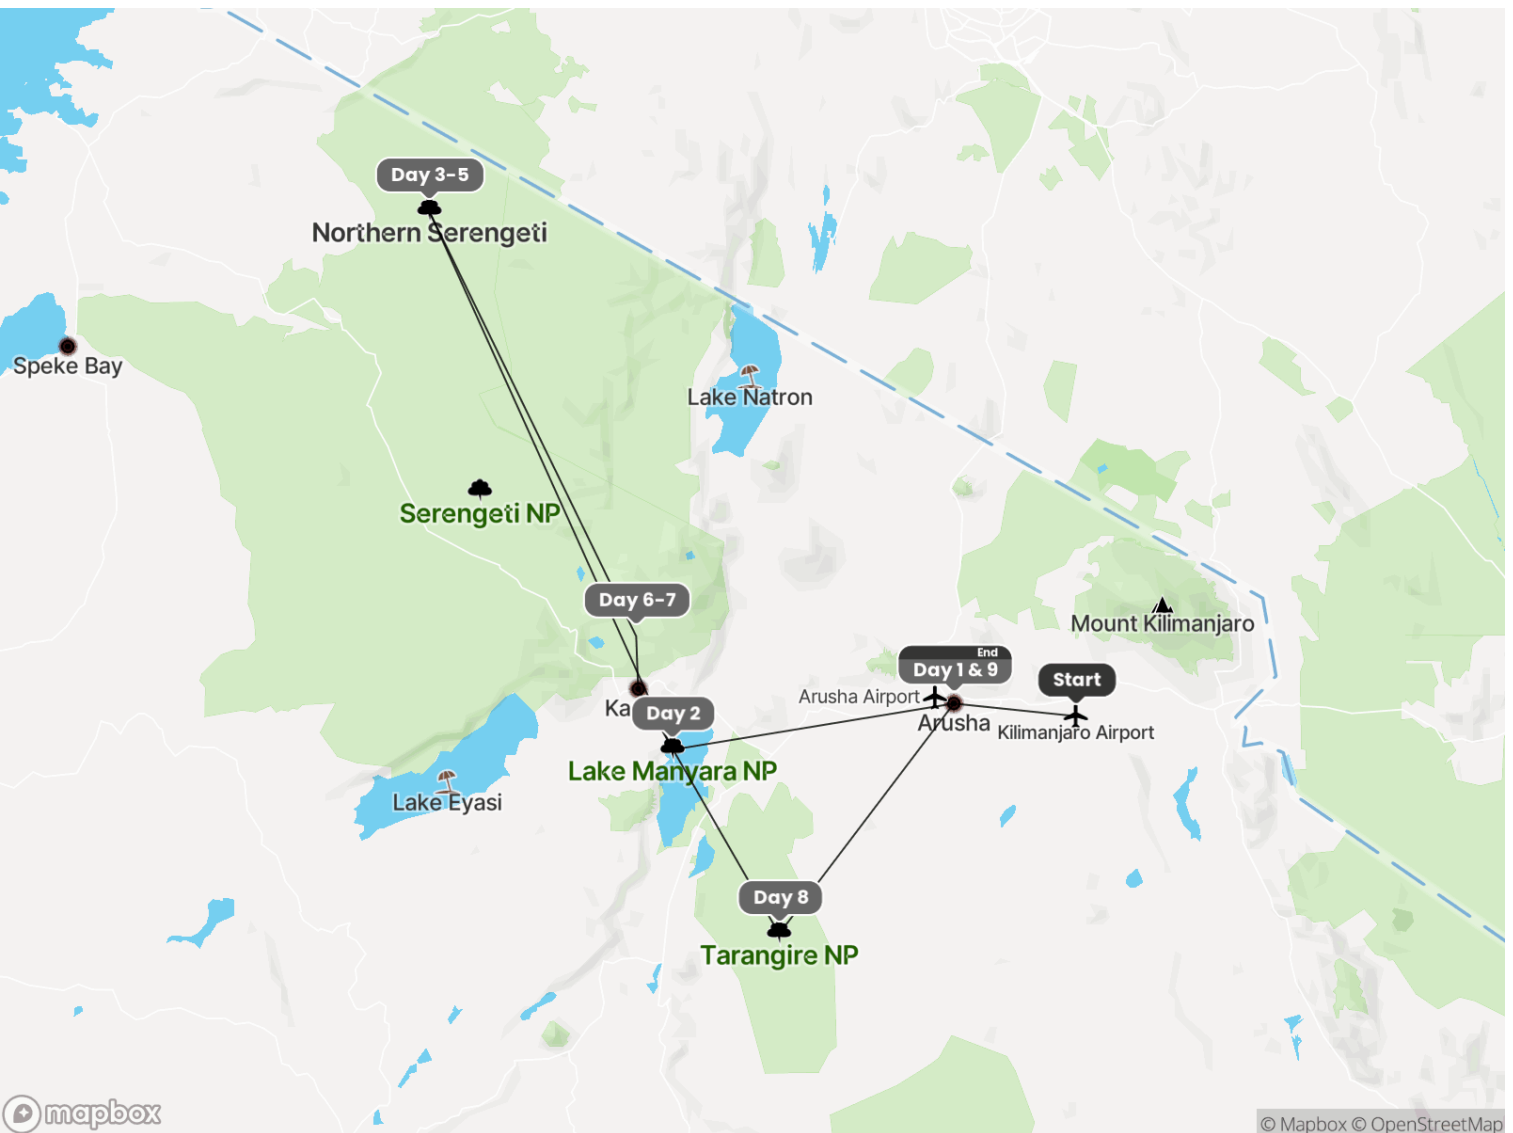 Day 3-5
Northern Serengeti
Speke Bay
Lake Natron
Serengeti NP
Day 6-7
Mount Kilimanjaro
End
Day 1 & 9
Start
Arusha Airport
Arusha
Kilimanjaro Airport
Ka
Day 2
Lake Manyara NP
Lake Eyasi
Day 8
Tarangire NP
mapbox
© Mapbox © OpenStreetMap